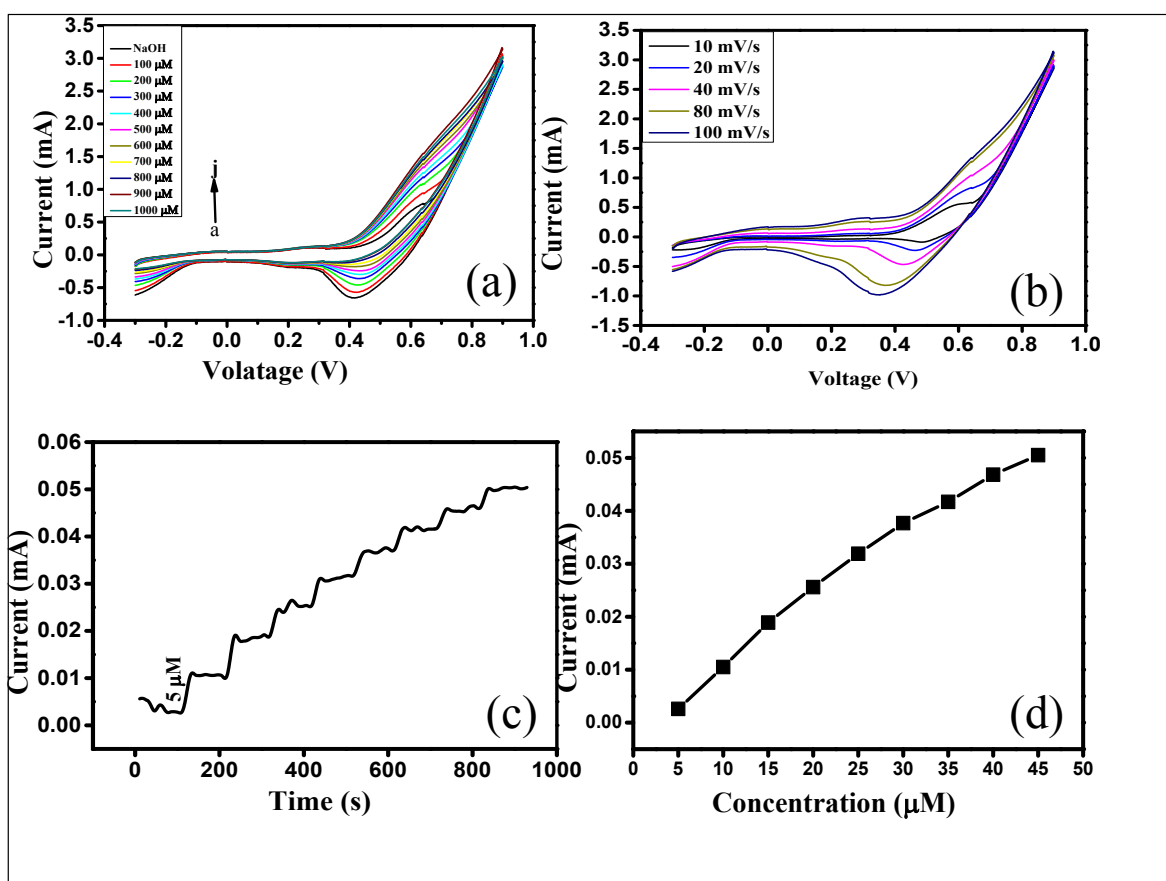 3.5
3.0
2.5
2.0
1.5
1.0
0.5
0.0
-0.5
-1.0
Current (mA)
NaOH
100 μM
200 μM
300 μM
400 μM
500 μM
600 μM
700 μM
800 μM
900 μM
1000 μM
j
a
(a)
-0.4 -0.2 0.0 0.2 0.4 0.6 0.8 1.0
Volatage (V)
3.5
3.0
2.5
2.0
1.5
1.0
0.5
0.0
-0.5
-1.0
-1.5
Current (mA)
10 mV/s
20 mV/s
40 mV/s
80 mV/s
100 mV/s
(b)
-0.4 -0.2 0.0 0.2 0.4 0.6 0.8 1.0
Voltage (V)
0.06
0.05
0.04
0.03
0.02
0.01
0.00
Current (mA)
5 μM
(c)
0 200 400 600 800 1000
Time (s)
0.05
0.04
0.03
0.02
0.01
0.00
Current (mA)
(d)
0 5 10 15 20 25 30 35 40 45 50
Concentration (μM)